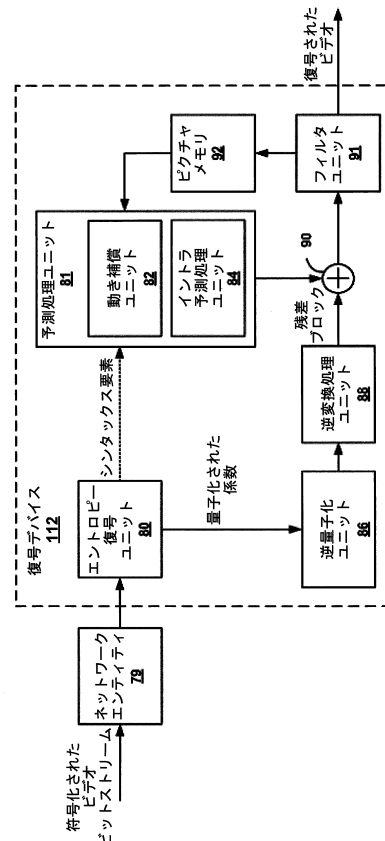 符号化された
ビデオ
ビットストリーム
ネットワーク
エンティティ
79
復号デバイス
112
エントロピー
復号
ユニット
80
シンタックス要素
量子化された
係数
予測処理ユニット
81
動き補償
ユニット
82
イントラ
予測処理
ユニット
84
逆量子化
ユニット
86
逆変換処理
ユニット
88
残差
ブロック
90
ピクチャ
メモリ
92
フィルタ
ユニット
91
復号された
ビデオ